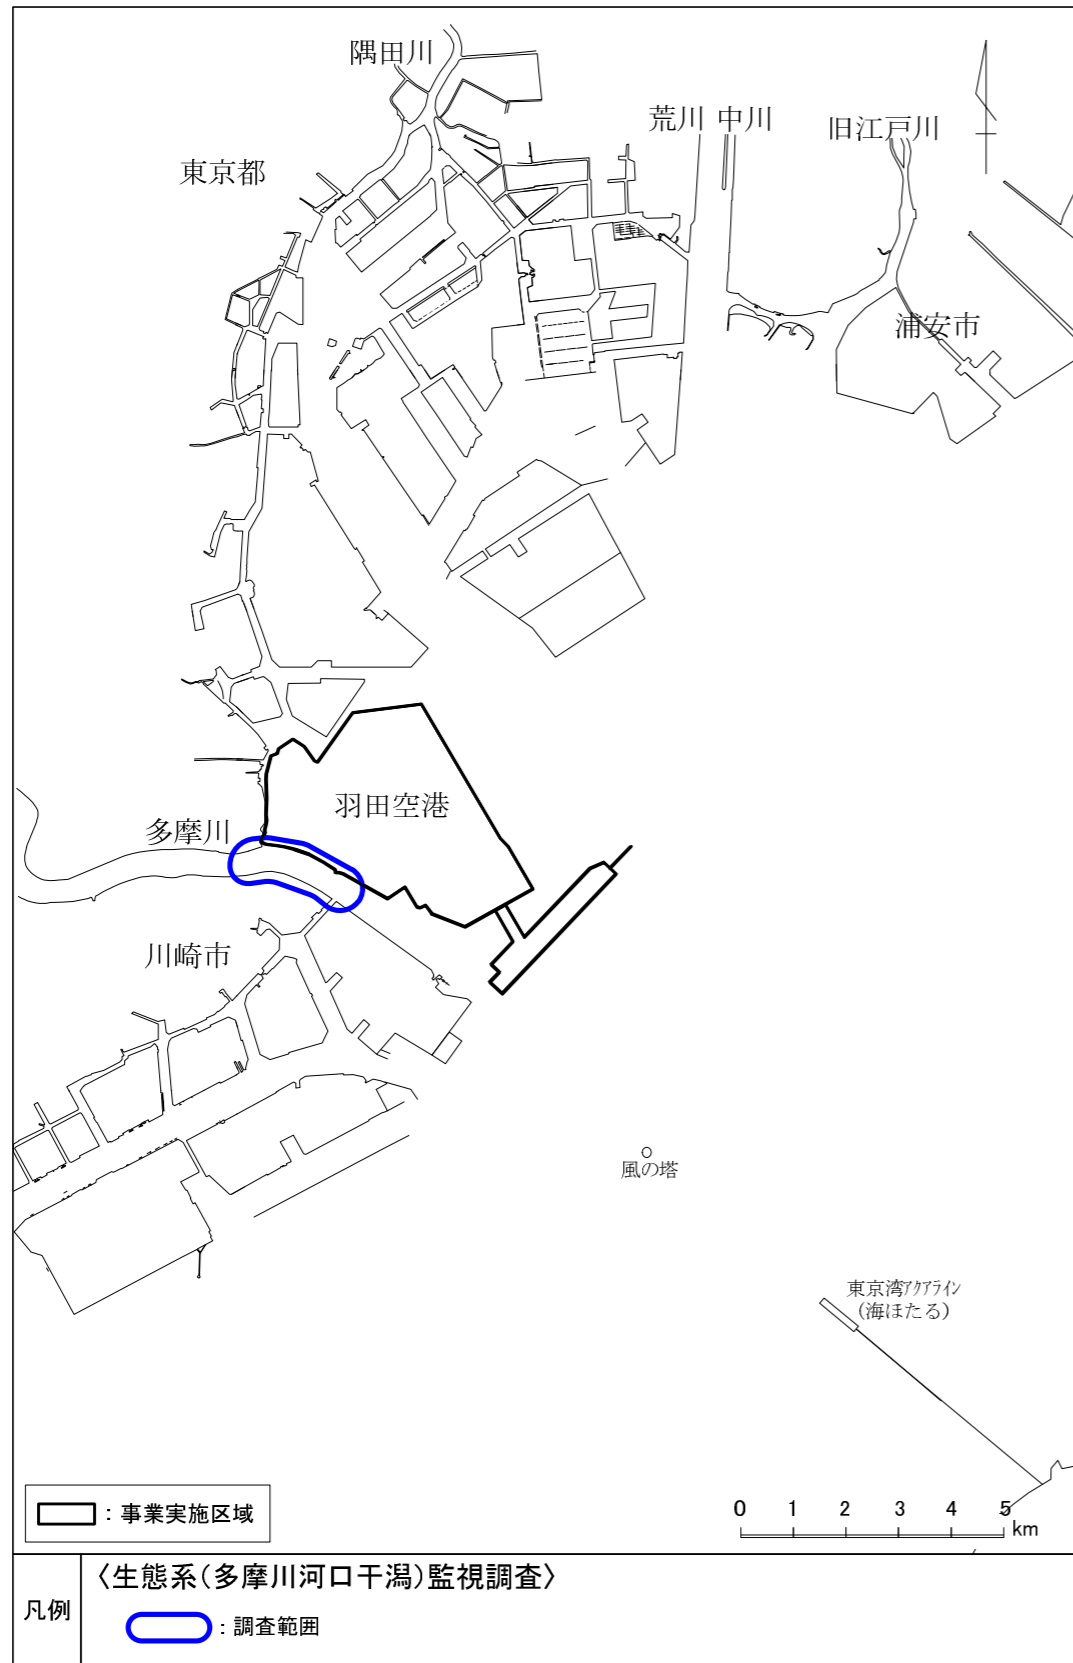 隅田川
荒川 中川
旧江戸川
東京都
浦安市
羽田空港
多摩川
川崎市
風の塔
東京湾アクアライン
(海ほたる)
:事業実施区域
0 1 2 3 4 5
km
凡例
〈生態系(多摩川河口干潟)監視調査〉
:調査範囲